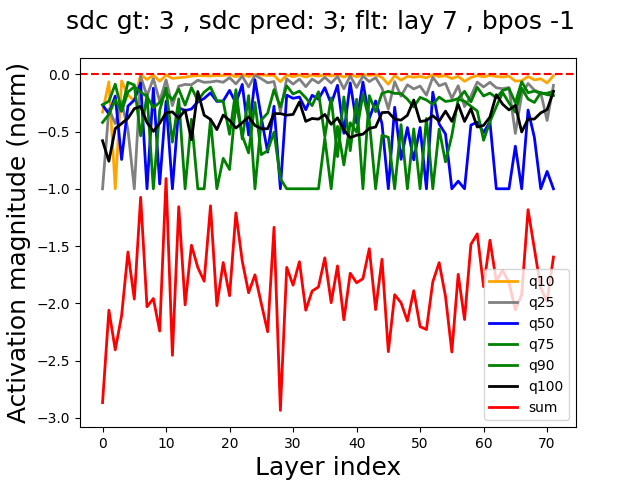 sdc gt: 3 , sdc pred: 3; flt: lay 7 , bpos -1
Activation magnitude (norm)
0.0
−0.5
−1.0
−1.5
−2.0
−2.5
−3.0
0 10 20 30 40 50 60 70
Layer index
q10
q25
q50
q75
q90
q100
sum